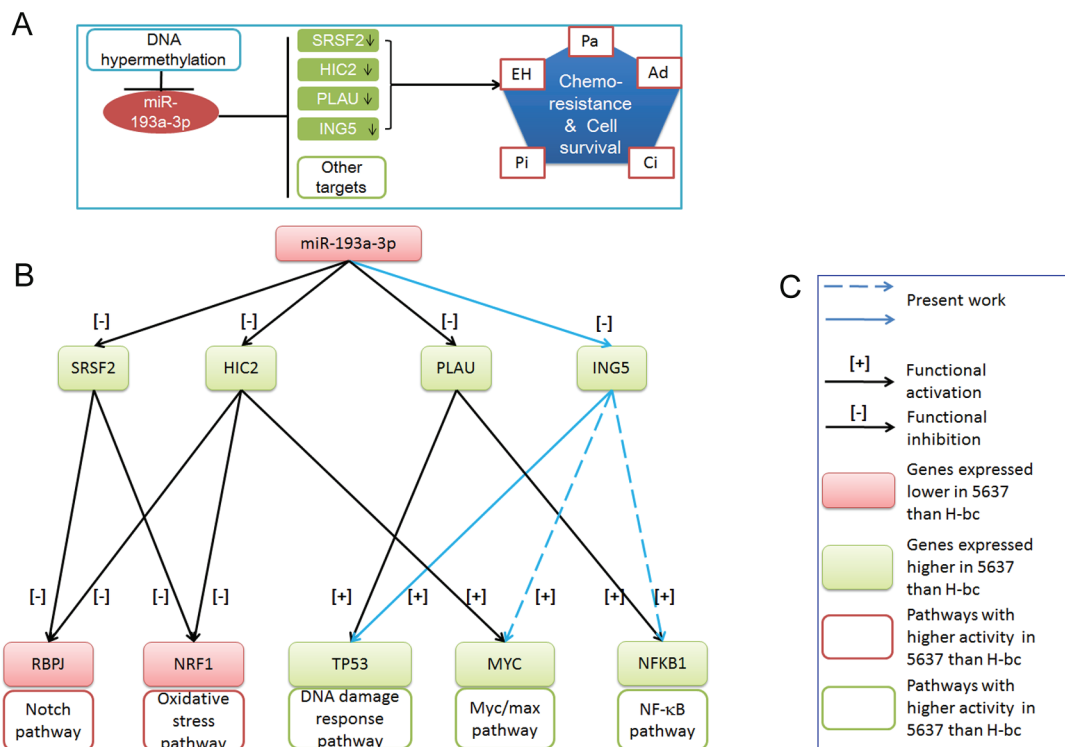 A
DNA
hypermethylation
miR-
193a-3p
SRSF2↓
HIC2 ↓
PLAU ↓
ING5 ↓
Other
targets
Pa
EH
Ad
Chemo-
resistance
& Cell
survival
Pi
Ci
B
miR-193a-3p
[-] [-] [-] [-]
SRSF2 HIC2 PLAU ING5
[-] [-] [-] [-] [+] [+] [+] [+] [+] [+]
RBPJ NRF1 TP53 MYC NFKB1
Notch
pathway
Oxidative
stress
pathway
DNA damage
response
pathway
Myc/max
pathway
NF-κB
pathway
C
Present work
[+]
Functional
activation
[-]
Functional
inhibition
Genes expressed
lower in 5637
than H-bc
Genes expressed
higher in 5637
than H-bc
Pathways with
higher activity in
5637 than H-bc
Pathways with
higher activity in
5637 than H-bc